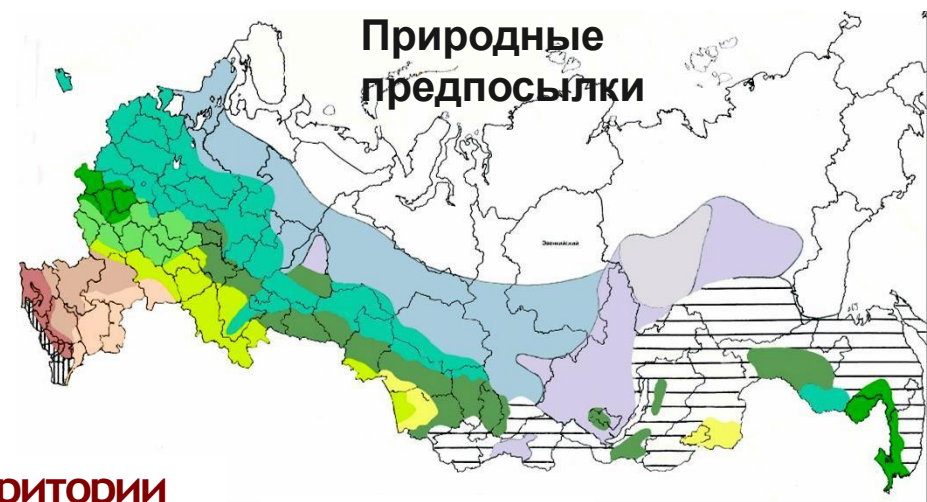 Природные
предпосылки
Эвенкийский
ритории